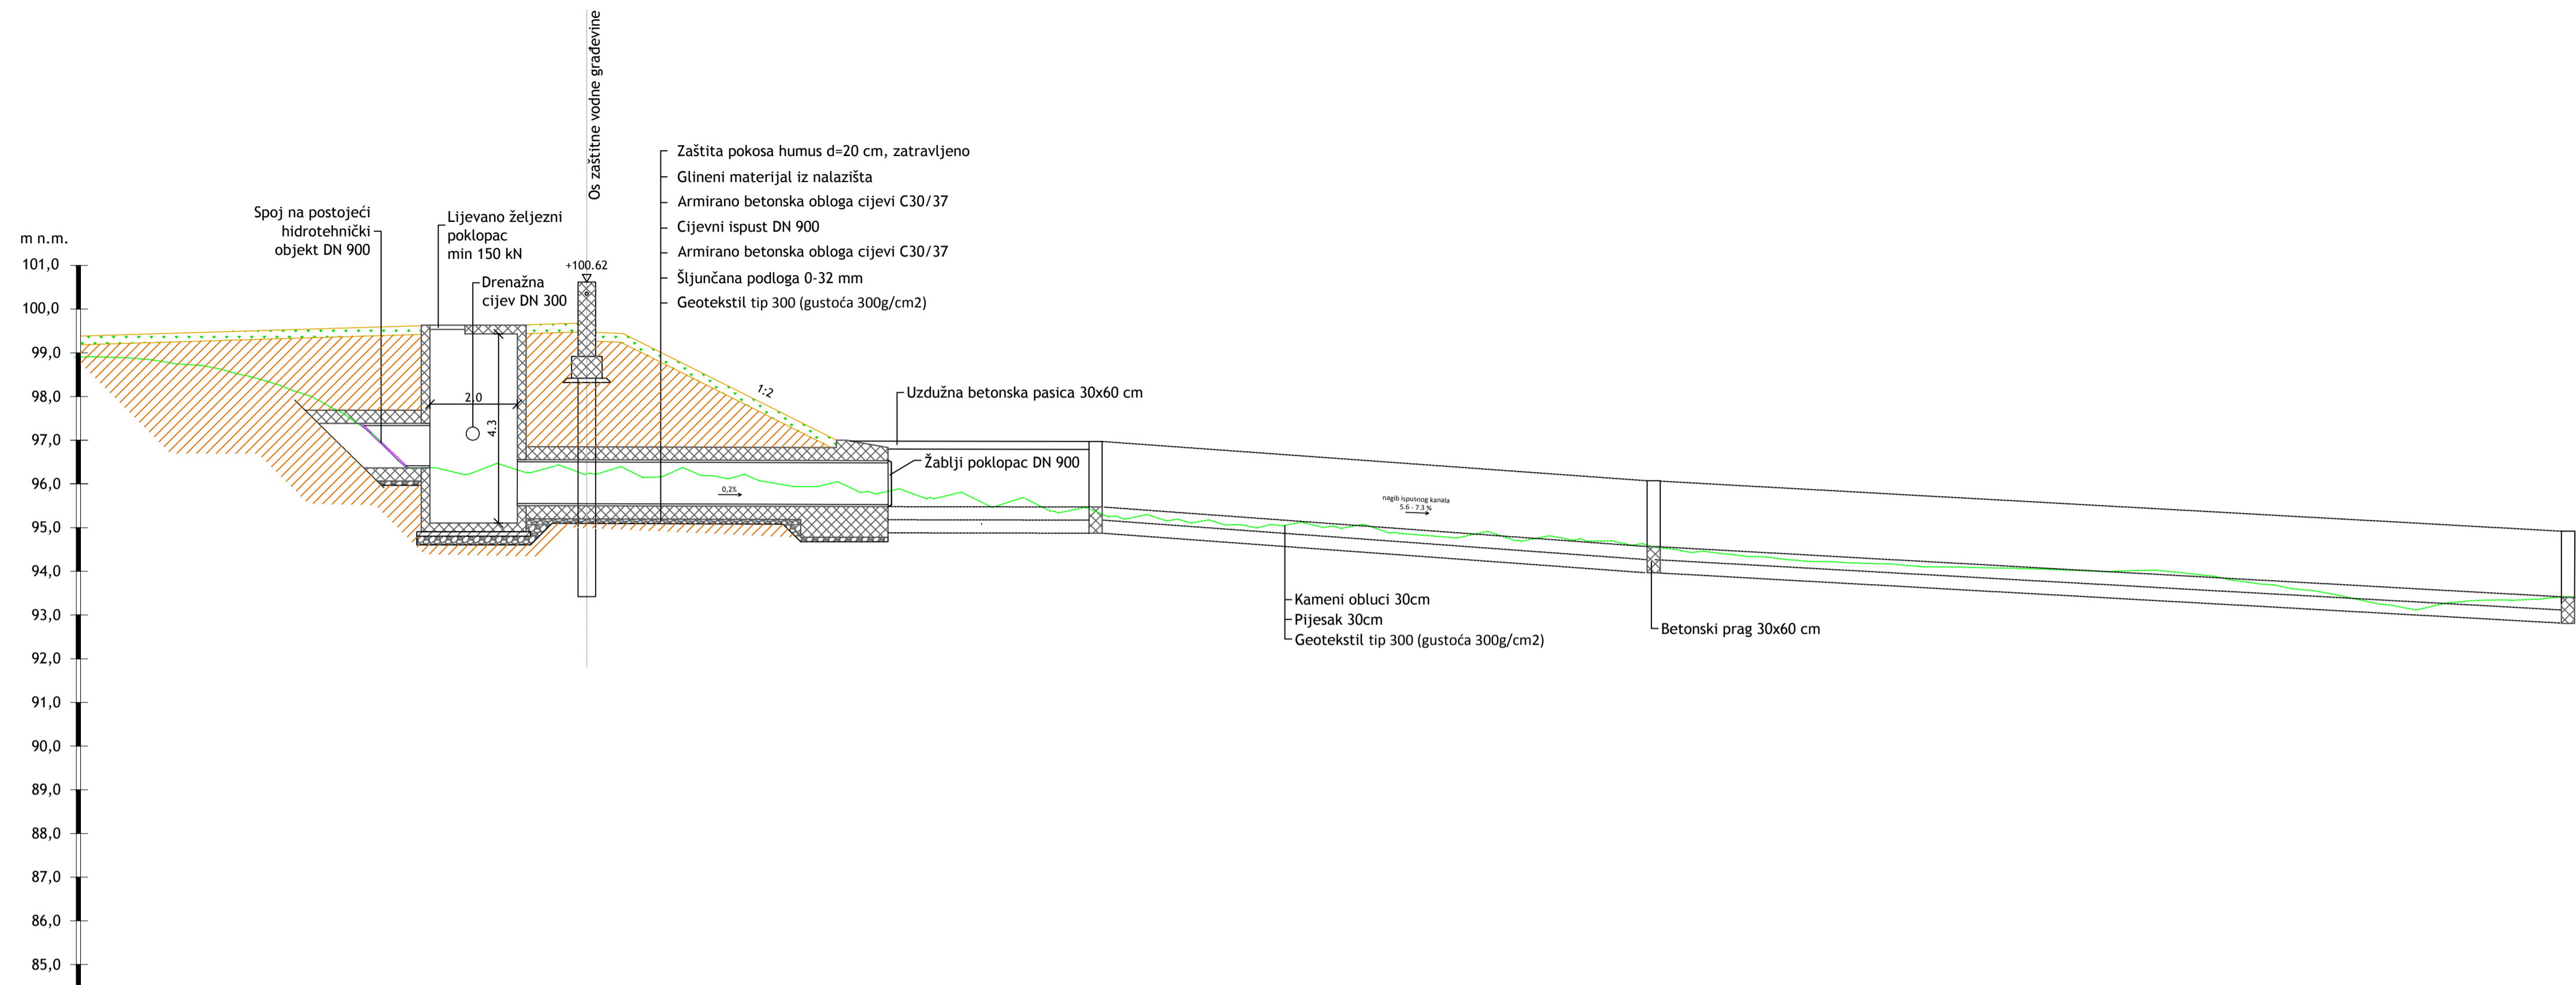 Os zaštitne vodne građevine
Zaštita pokosa humus d=20 cm, zatravljeno
Glineni materijal iz nalazišta
Armirano betonska obloga cijevi C30/37
Cijevni ispust DN 900
Armirano betonska obloga cijevi C30/37
Šljunčana podloga 0-32 mm
Geotekstil tip 300 (gustoća 300g/cm2)
Spoj na postojeći
hidrotehnički
objekt DN 900
Lijevano željezni
poklopac
min 150 kN
Drenažna
cijev DN 300
+100.62
m n.m.
101,0
100,0
99,0
98,0
97,0
96,0
95,0
94,0
93,0
92,0
91,0
90,0
89,0
88,0
87,0
86,0
85,0
2.0
4.3
1:2
0,2%
Uzdužna betonska pasica 30x60 cm
Žablji poklopac DN 900
nagib ispusnog kanala
5.6 - 7.3 %
Kameni obluci 30cm
Pijesak 30cm
Geotekstil tip 300 (gustoća 300g/cm2)
Betonski prag 30x60 cm